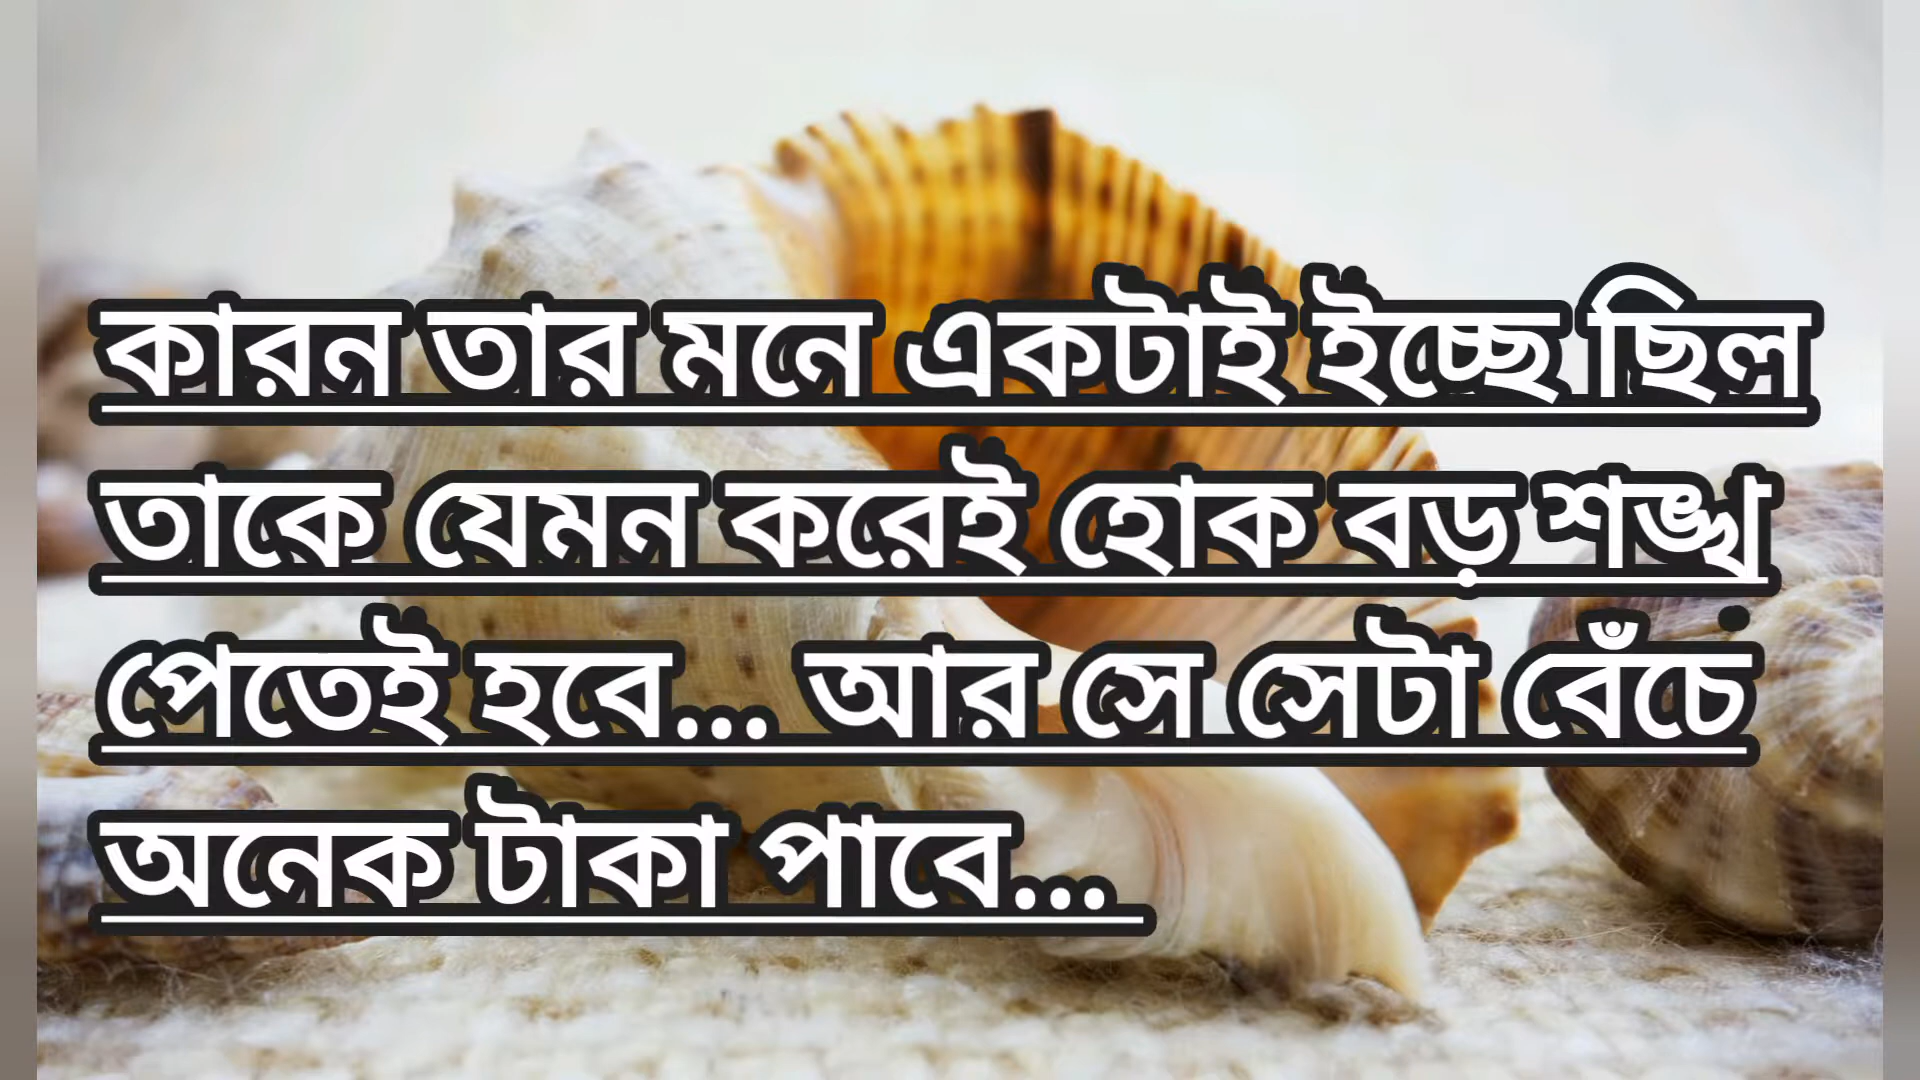 কারন তার মনে একটাই ইচ্ছে ছিল
তাকে যেমন করেই হোক বড় শঙ্খ
পেতেই হবে... আর সে সেটা বেঁচে
অনেক টাকা পাবে...